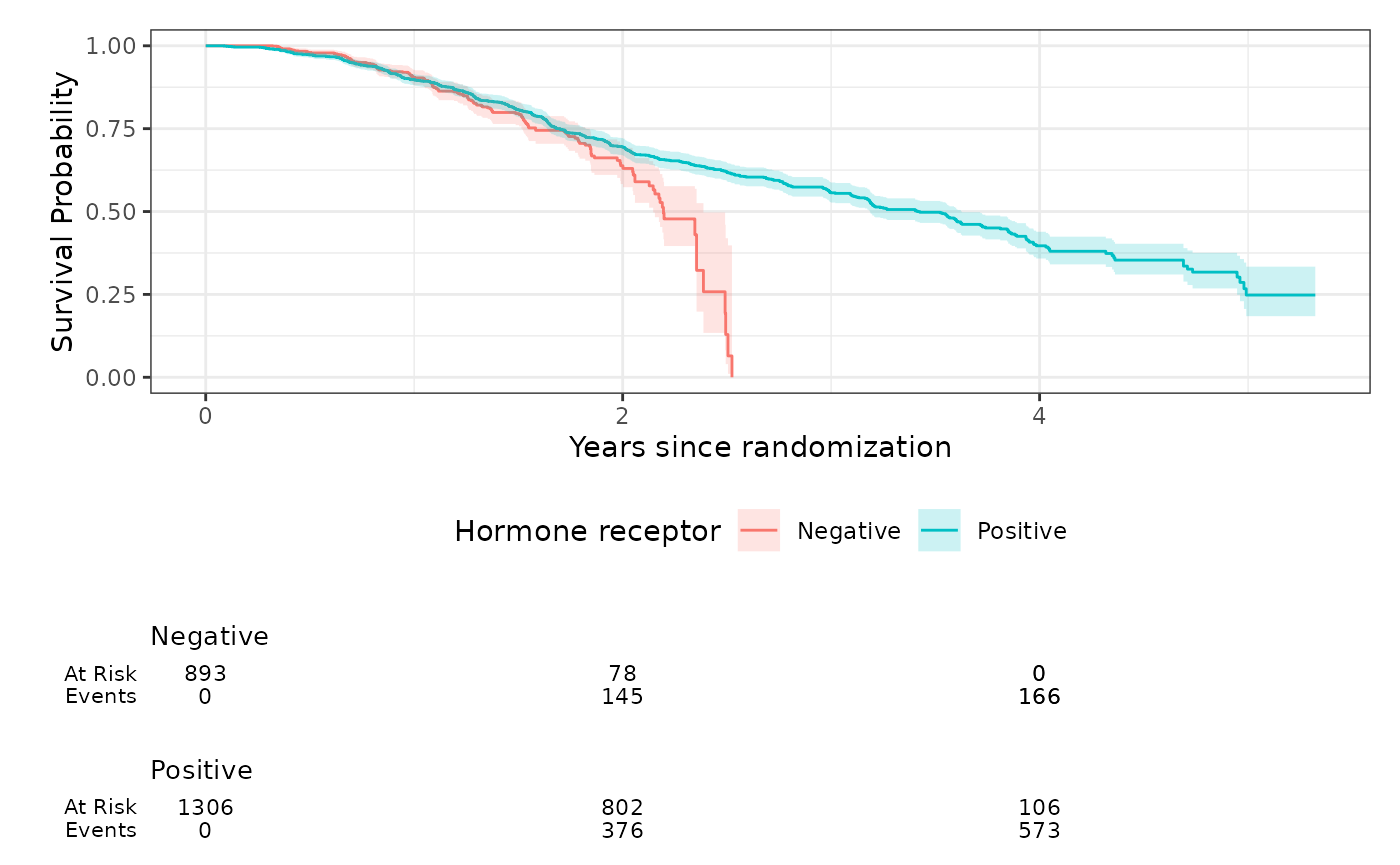 1.00
0.75
0.50
0.25
0.00
Survival Probability
0 2 4
Years since randomization
Hormone receptor Negative Positive
Negative
At Risk 893 78 0
Events 0 145 166
Positive
At Risk 1306 802 106
Events 0 376 573